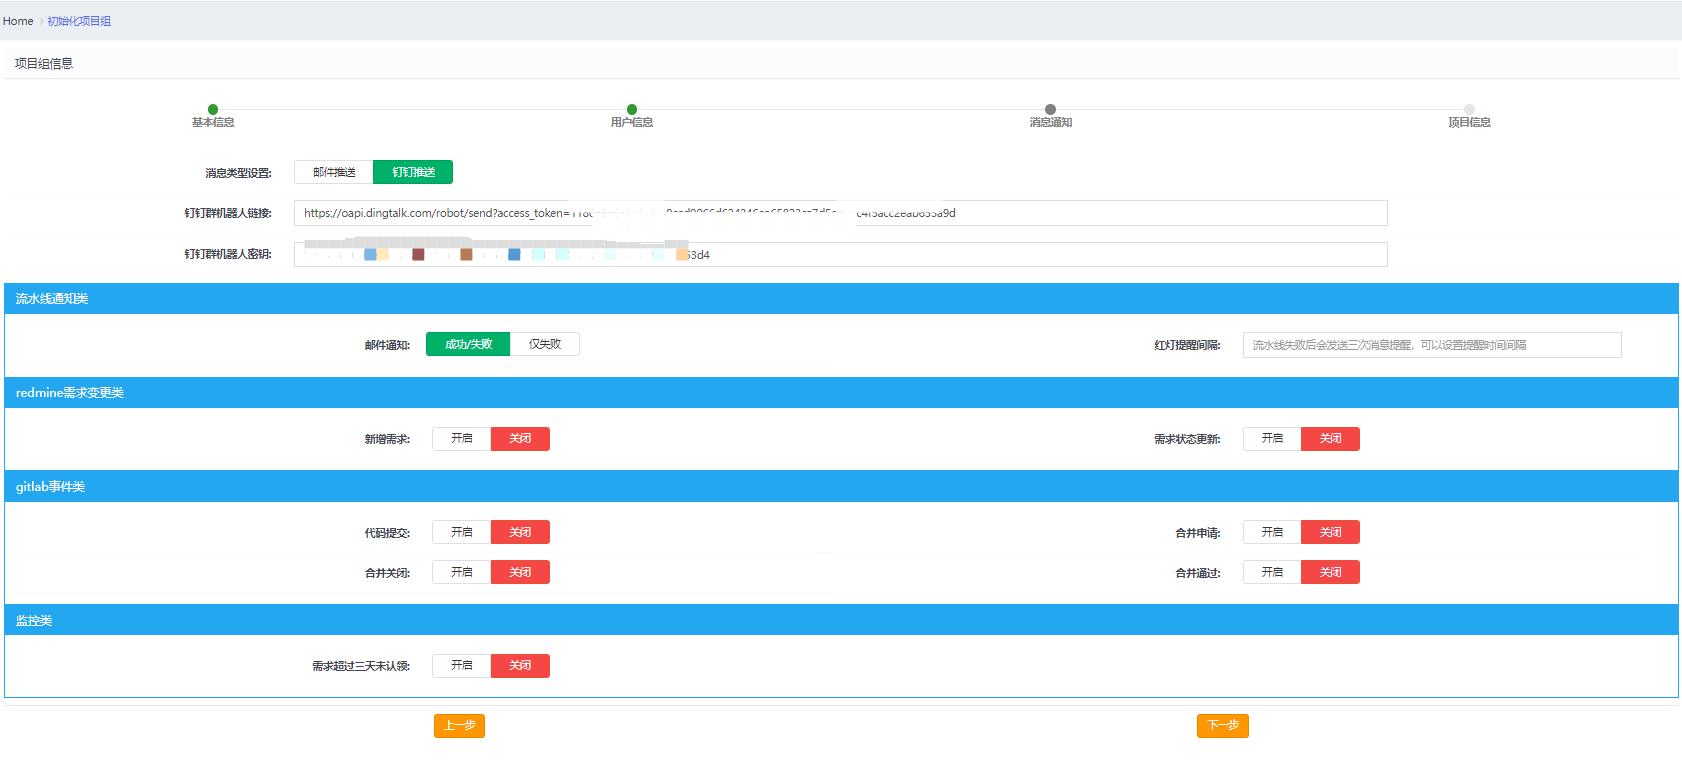 Home 初始化项目组
项目组信息
基本信息 用户信息 消息通知 项目信息
消息类型设置: 邮件推送 钉钉推送
钉钉群机器人链接: https://oapi.dingtalk.com/robot/send?access_token=
钉钉群机器人密钥: 53d4
流水线通知类
邮件通知: 成功/失败 仅失败 红灯提醒间隔: 流水线失败后会发送三次消息提醒，可以设置提醒时间间隔
redmine需求变更类
新增需求: 开启 关闭 需求状态更新: 开启 关闭
gitlab事件类
代码提交: 开启 关闭 合并申请: 开启 关闭
合并关闭: 开启 关闭 合并通过: 开启 关闭
监控类
需求超过三天未认领: 开启 关闭
上一步 下一步